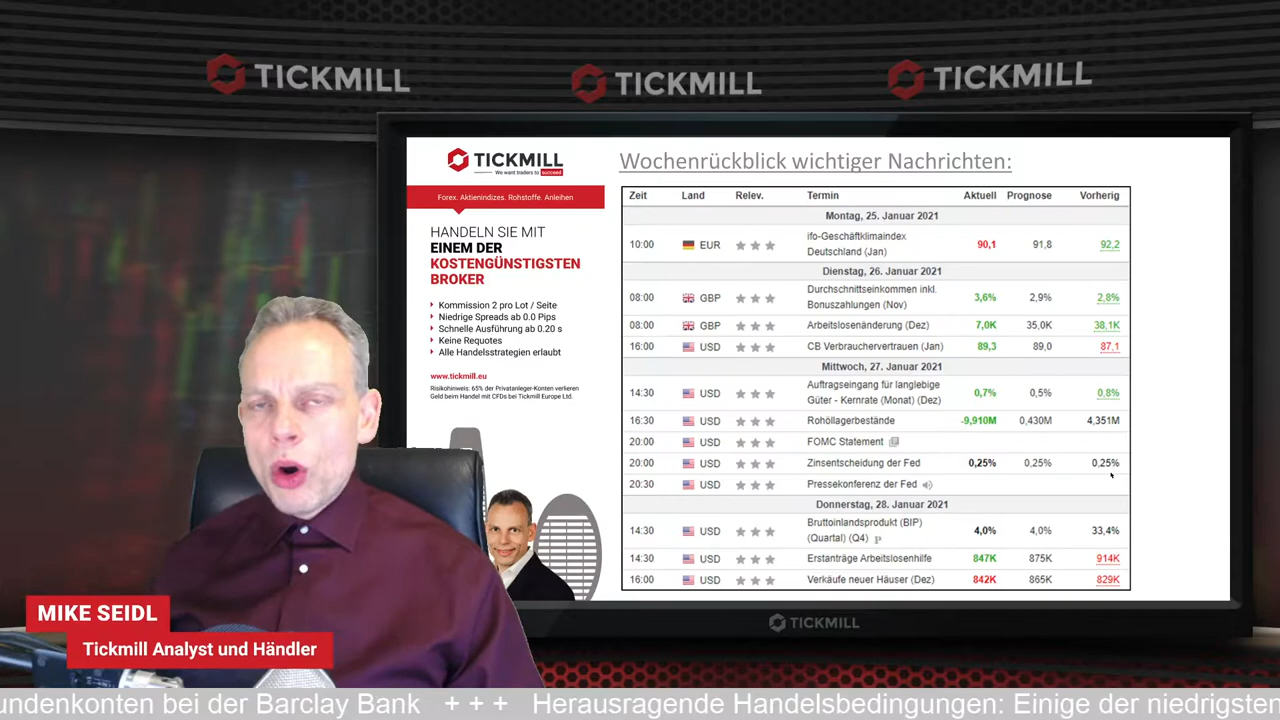 TICKMILL
TICKMILL
TICKMILL
TICKMILL
We want traders to succeed
Forex. Aktienindizes. Rohstoffe. Anleihen
HANDELN SIE MIT
EINEM DER
KOSTENGÜNSTIGSTEN
BROKER
Kommission 2 pro Lot / Seite
Niedrige Spreads ab 0.0 Pips
Schnelle Ausführung ab 0.20 s
Keine Requotes
Alle Handelsstrategien erlaubt
www.tickmill.eu
Risikohinweis: 65% der Privatanleger-Konten verlieren
Geld beim Handel mit CFDs bei Tickmill Europe Ltd.
Wochenrückblick wichtiger Nachrichten:
Zeit Land Relev. Termin Aktuell Prognose Vorherig
Montag, 25. Januar 2021
10:00 EUR ifo-Geschäftklimaindex 90,1 91,8 92,2
Deutschland (Jan)
Dienstag, 26. Januar 2021
08:00 GBP Durchschnittseinkommen inkl. 3,6% 2,9% 2,8%
Bonuszahlungen (Nov)
08:00 GBP Arbeitslosenänderung (Dez) 7,0K 35,0K 38,1K
16:00 USD CB Verbrauchervertrauen (Jan) 89,3 89,0 87,1
Mittwoch, 27. Januar 2021
14:30 USD Auftragseingang für langlebige 0,7% 0,5% 0,8%
Güter - Kernrate (Monat) (Dez)
16:30 USD Rohöllagerbestände -9,910M 0,430M 4,351M
20:00 USD FOMC Statement
20:00 USD Zinsentscheidung der Fed 0,25% 0,25% 0,25%
20:30 USD Pressekonferenz der Fed
Donnerstag, 28. Januar 2021
14:30 USD Bruttoinlandsprodukt (BIP) 4,0% 4,0% 33,4%
(Quartal) (Q4) P
14:30 USD Erstanträge Arbeitslosenhilfe 847K 875K 914K
16:00 USD Verkäufe neuer Häuser (Dez) 842K 865K 829K
TICKMILL
MIKE SEIDL
Tickmill Analyst und Händler
undenkonten bei der Barclay Bank +++ Herausragende Handelsbedingungen: Einige der niedrigsten